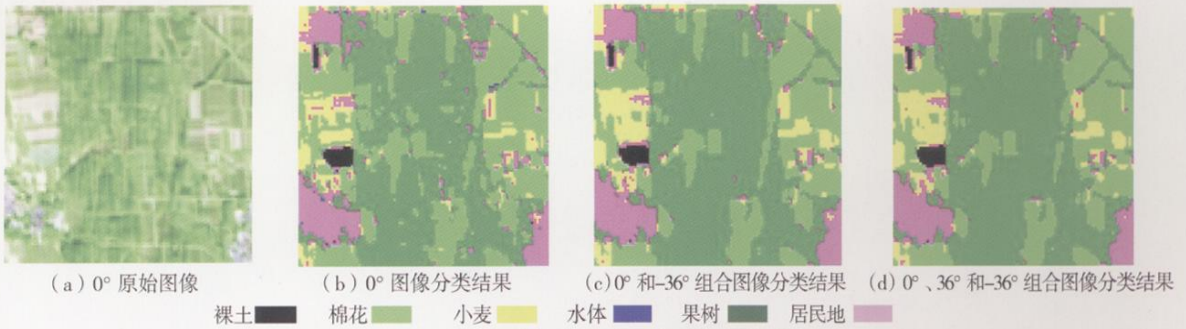 (a)0° 原始图像
(b)0° 图像分类结果
(c)0° 和-36° 组合图像分类结果
(d)0°、36° 和-36° 组合图像分类结果
裸土 棉花 小麦 水体 果树 居民地